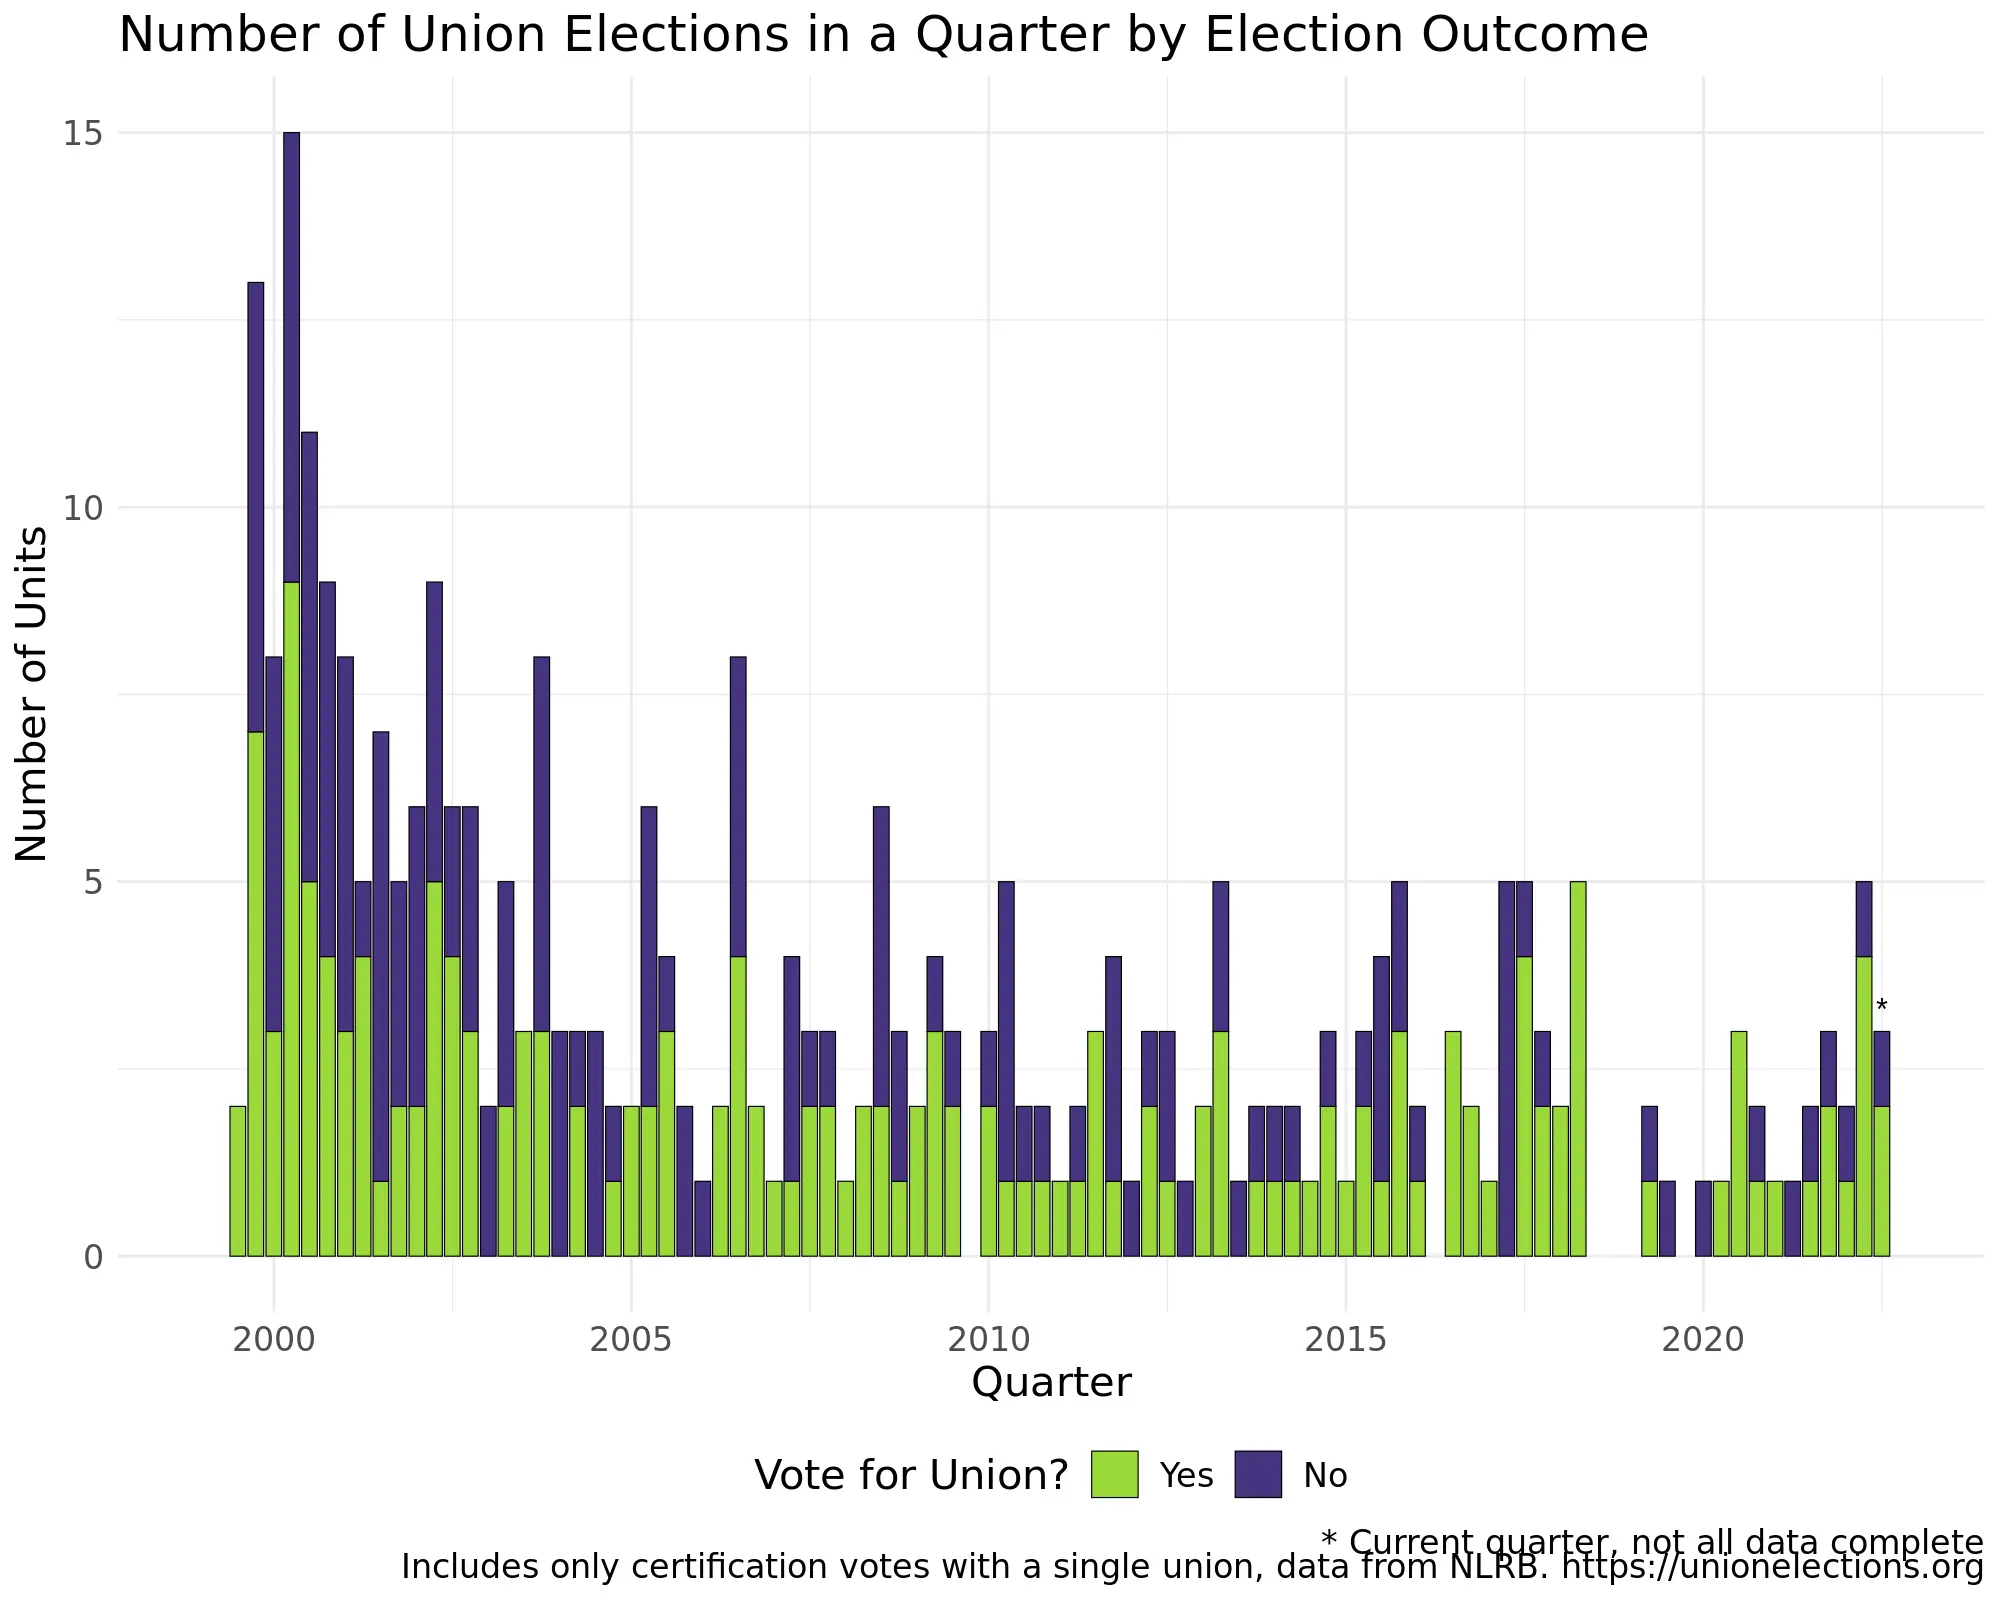 Number of Union Elections in a Quarter by Election Outcome
Number of Units
15
10
5
0
*
2000 2005 2010 2015 2020
Quarter
Vote for Union? Yes No
* Current quarter, not all data complete
Includes only certification votes with a single union, data from NLRB. https://unionelections.org